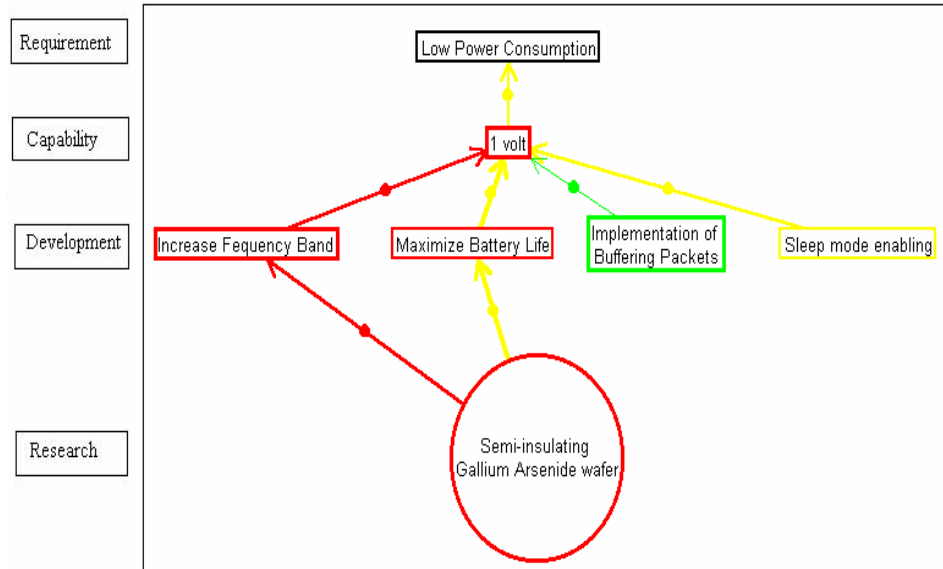 Requirement
Low Power Consumption
Capability
1 volt
Development
Increase Fequency Band
Maximize Battery Life
Implementation of
Buffering Packets
Sleep mode enabling
Research
Semi-insulating
Gallium Arsenide wafer